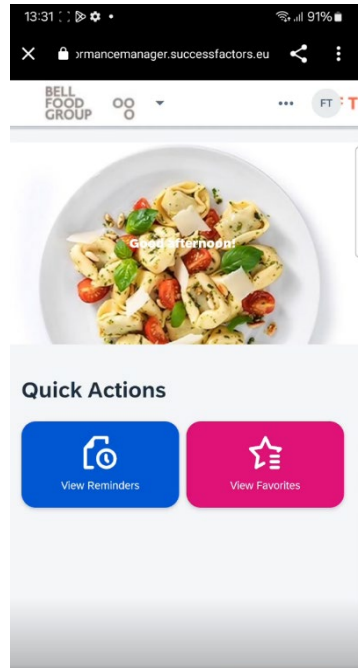 13:31
91%
ormancemanager.successfactors.eu
BELL
FOOD
GROUP
FT
T
Good afternoon!
Quick Actions
View Reminders
View Favorites